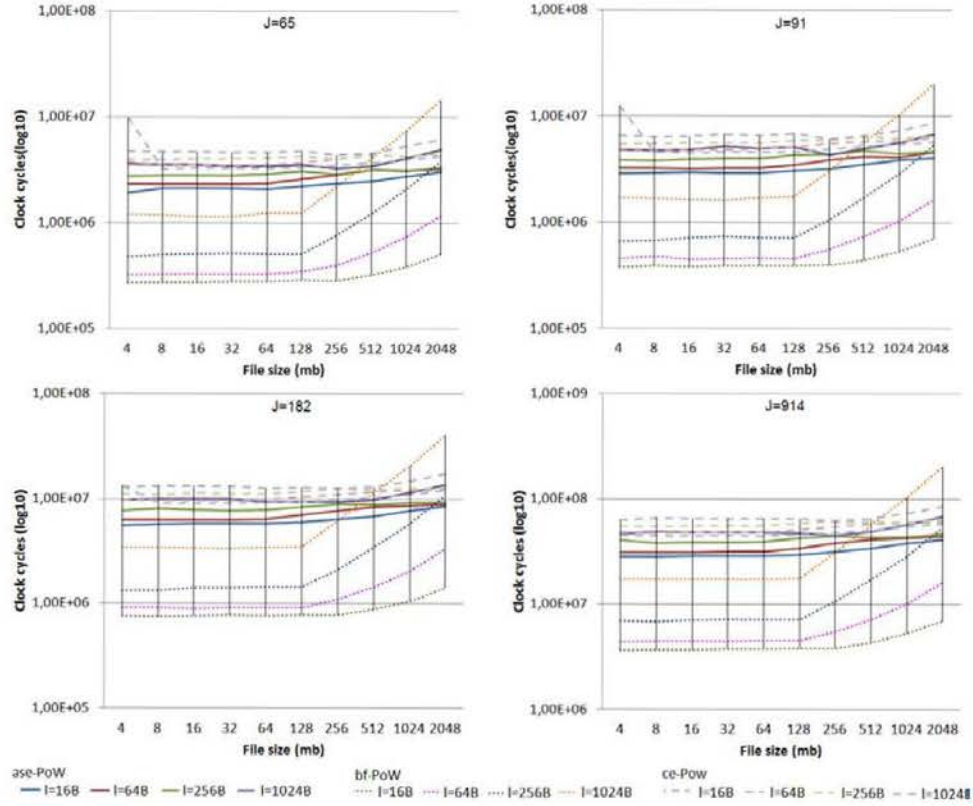 1,00E+08
J=65
1,00E+07
1,00E+06
1,00E+05
Clock cycles(log10)
4 8 16 32 64 128 256 512 1024 2048
File size (mb)
1,00E+08
J=91
1,00E+07
1,00E+06
1,00E+05
Clock cycles(log10)
4 8 16 32 64 128 256 512 1024 2048
File size (mb)
1,00E+08
J=182
1,00E+07
1,00E+06
1,00E+05
Clock cycles (log10)
4 8 16 32 64 128 256 512 1024 2048
File size (mb)
1,00E+09
J=914
1,00E+08
1,00E+07
1,00E+06
Clock cycles (log10)
4 8 16 32 64 128 256 512 1024 2048
File size (mb)
ase-PoW
l=16B l=64B l=256B l=1024B
bf-PoW
l=16B l=64B l=256B l=1024B
ce-Pow
l=16B l=64B l=256B l=1024B